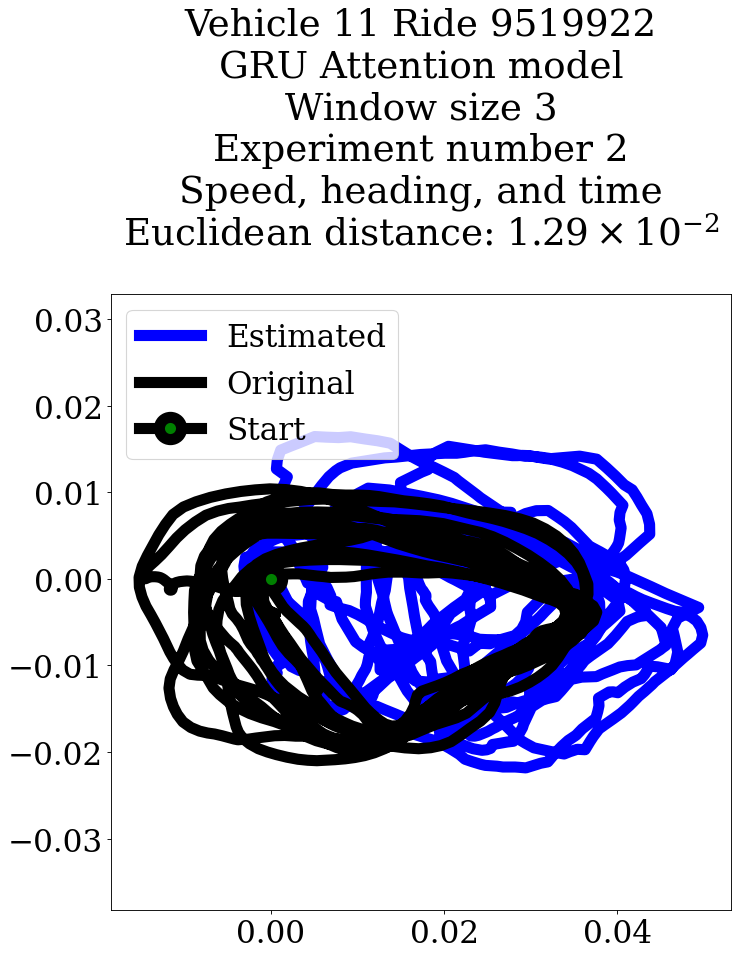 Vehicle 11 Ride 9519922
GRU Attention model
Window size 3
Experiment number 2
Speed, heading, and time
Euclidean distance: 1.29 × 10⁻²
Estimated
Original
Start
0.03
0.02
0.01
0.00
−0.01
−0.02
−0.03
0.00 0.02 0.04